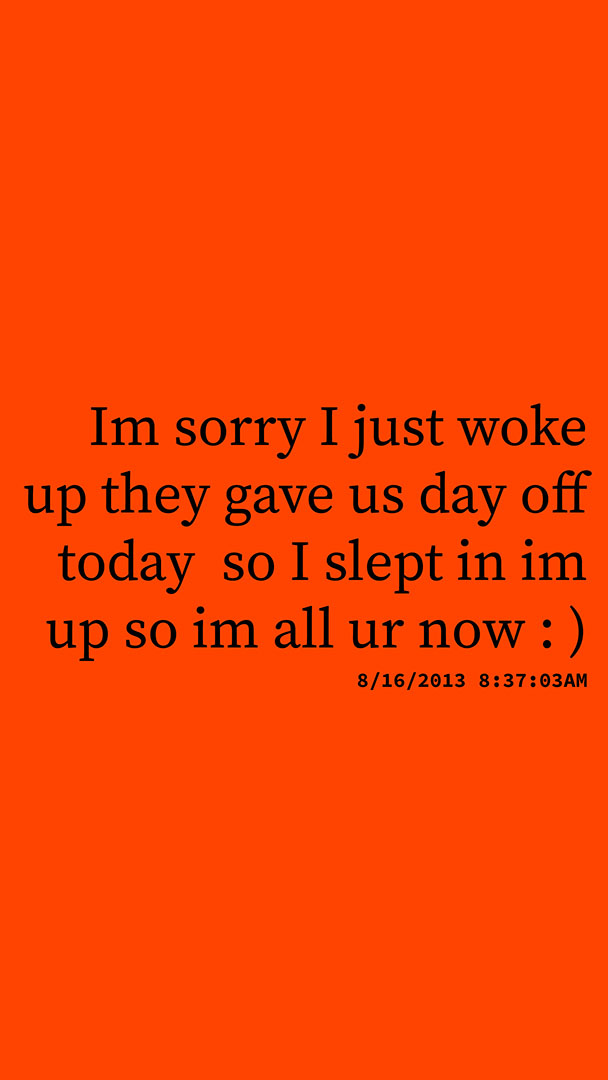 Im sorry I just woke
up they gave us day off
today  so I slept in im
up so im all ur now : )
8/16/2013 8:37:03AM